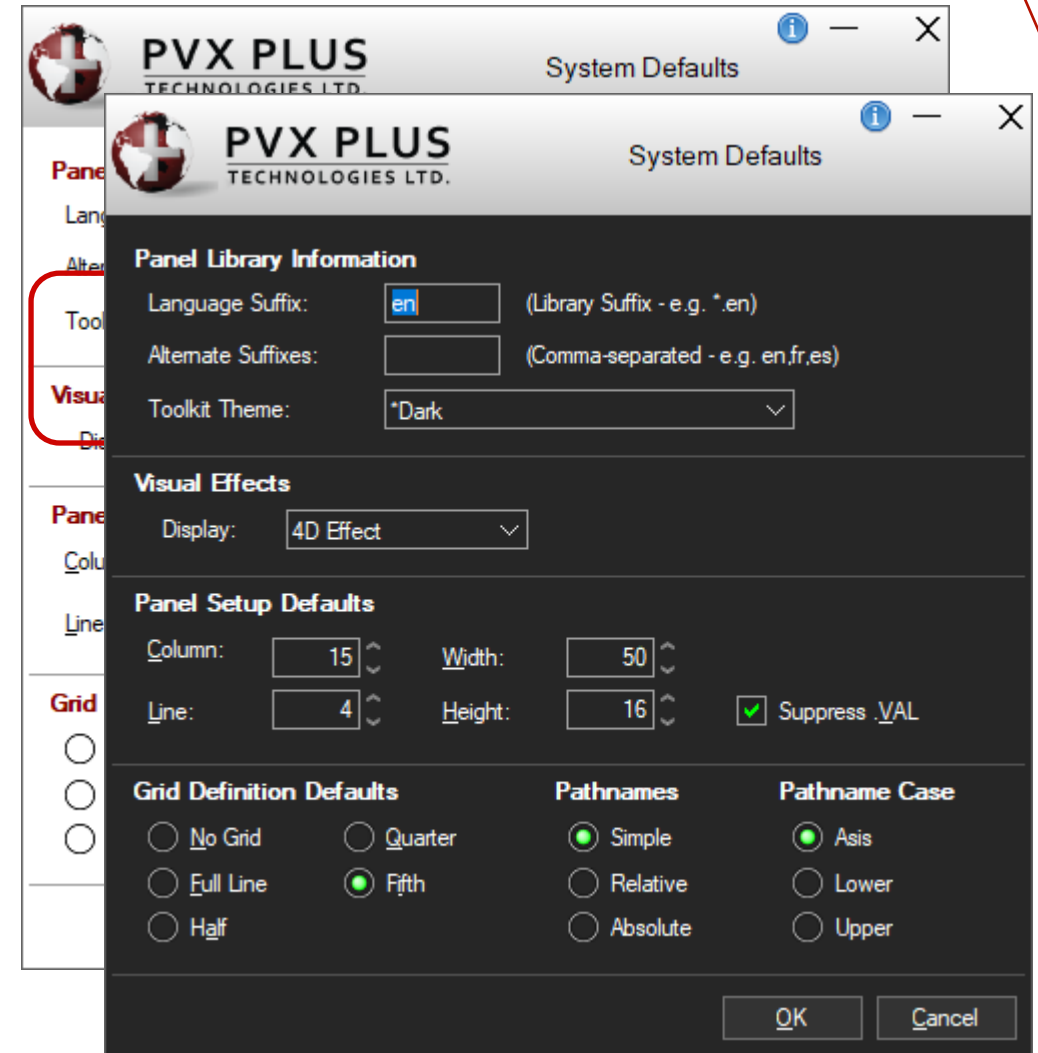 PVX PLUS
TECHNOLOGIES LTD.
System Defaults
PVX PLUS
TECHNOLOGIES LTD.
System Defaults
Pane
Lang
Alter
Tool
Visua
Dis
Pane
Colu
Line
Grid
Panel Library Information
Language Suffix: en (Library Suffix - e.g. *.en)
Alternate Suffixes: (Comma-separated - e.g. en,fr,es)
Toolkit Theme: *Dark
Visual Effects
Display: 4D Effect
Panel Setup Defaults
Column: 15 Width: 50
Line: 4 Height: 16 Suppress .VAL
Grid Definition Defaults Pathnames Pathname Case
No Grid Quarter Simple Asis
Full Line Fifth Relative Lower
Half Absolute Upper
OK Cancel